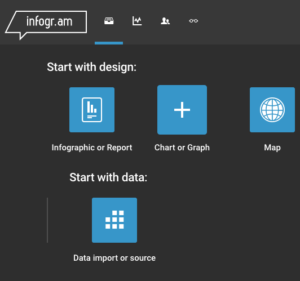 infogr.am
Start with design:
Infographic or Report
Chart or Graph
Map
Start with data:
Data import or source